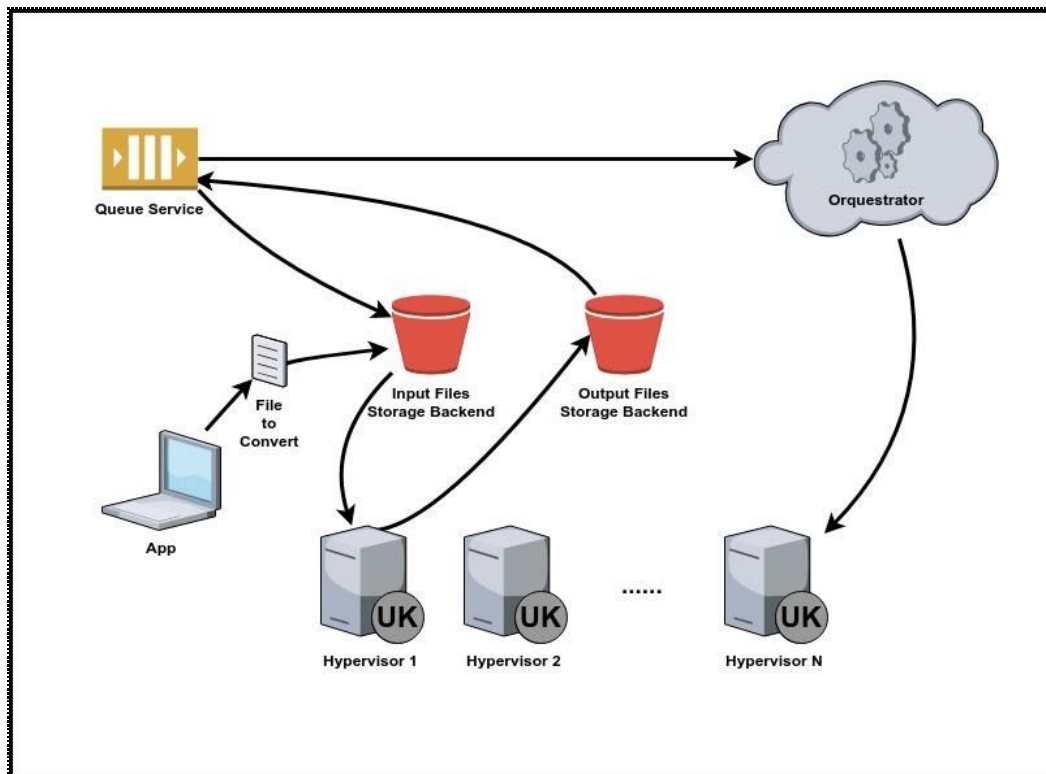 Queue Service
Orquestrator
Input Files
Storage Backend
Output Files
Storage Backend
File
to
Convert
App
UK
UK
......
UK
Hypervisor 1
Hypervisor 2
Hypervisor N